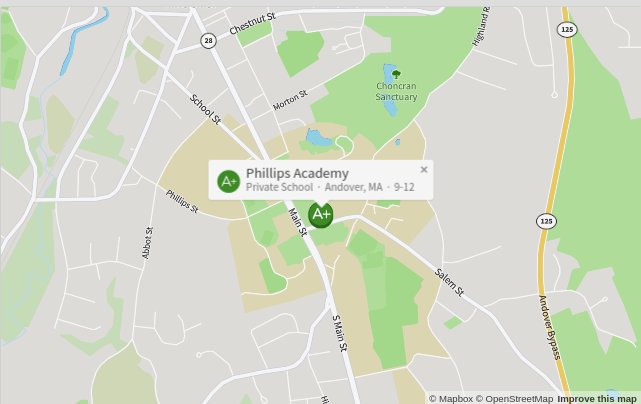 Chestnut St
125
28
Highland R
Choncran
Sanctuary
Morton St
School St
A+
Phillips Academy
×
Private School · Andover, MA · 9-12
Phillips St
A+
Main St
125
Abbot St
Salem St
S Main St
Andover Bypass
Hi
© Mapbox © OpenStreetMap Improve this map